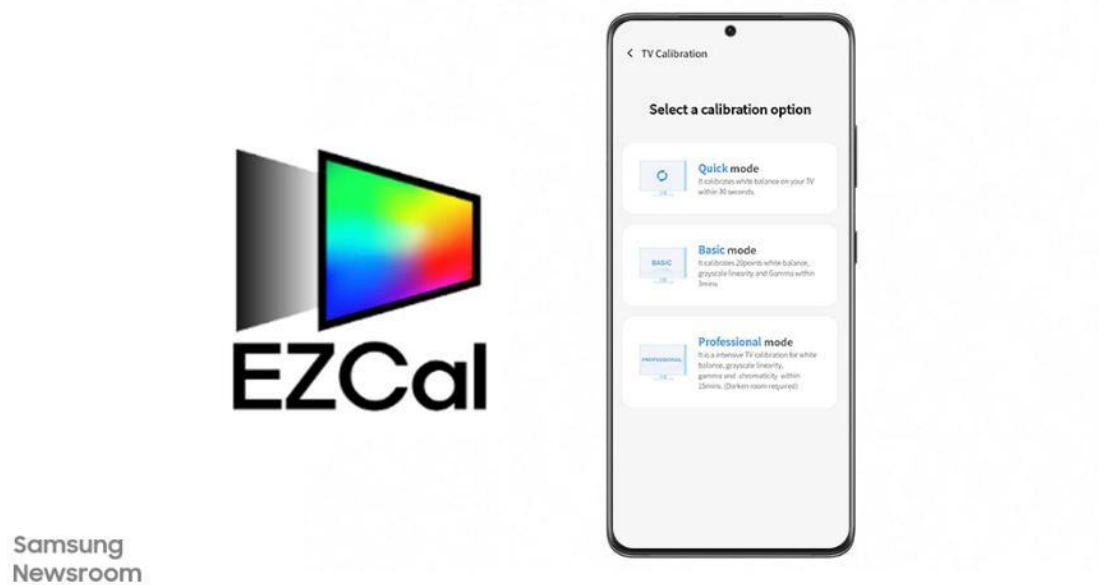 EZCal
TV Calibration
Select a calibration option
Quick mode
It calibrates white balance on your TV
within 30 seconds.
BASIC
Basic mode
It calibrates 20points white balance,
grayscale linearity and Gamma within
3mins
PROFESSIONAL
Professional mode
It is a intensive TV calibration for white
balance, grayscale linearity,
gamma and chromaticity within
15mins. (Darken room required)
Samsung
Newsroom